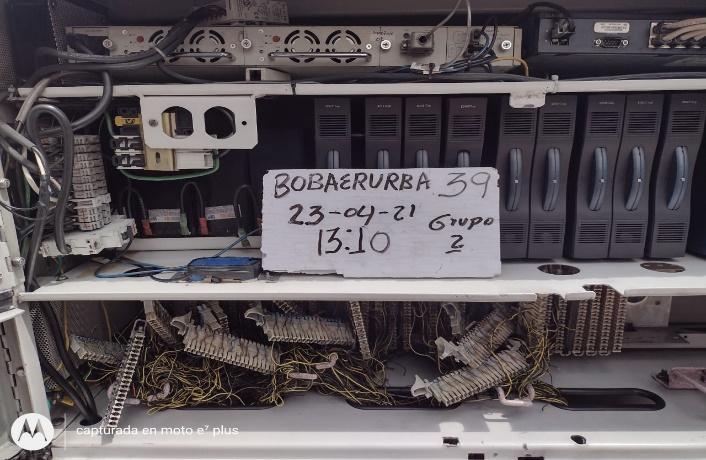 BOBAERURBA 39
23-04-21 Grupo
13:10 2
capturada en moto e⁷ plus